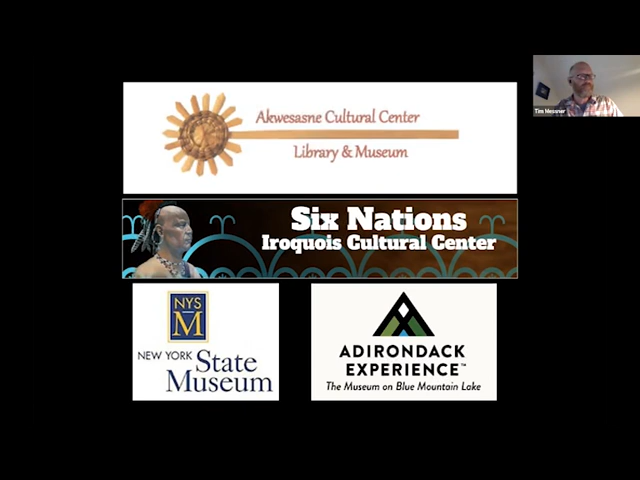 Akwesasne Cultural Center
Library & Museum
Tim Messner
Six Nations
Iroquois Cultural Center
NYS
M
NEW YORK State
Museum
ADIRONDACK
EXPERIENCE™
The Museum on Blue Mountain Lake